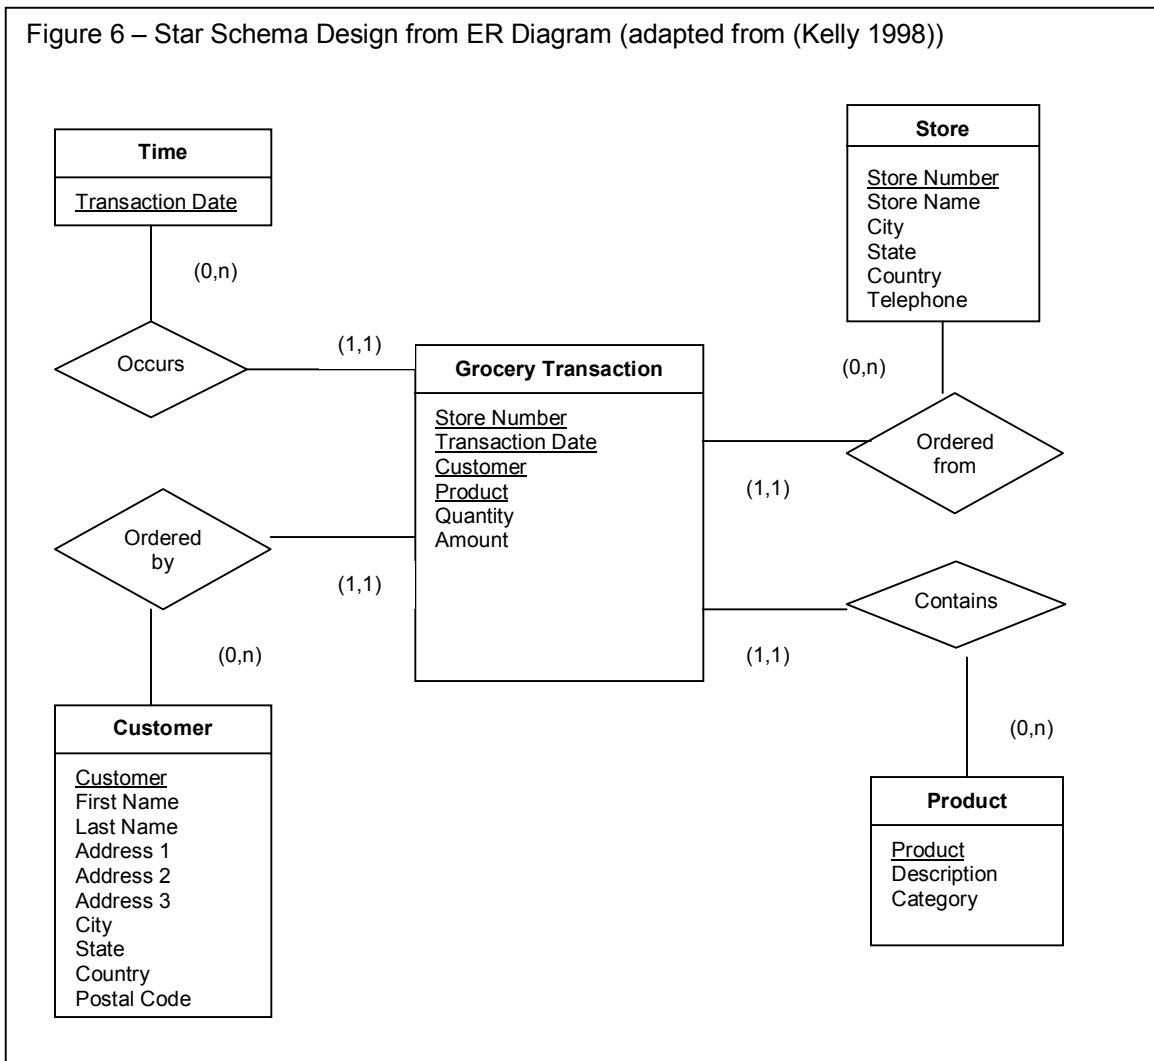 Figure 6 – Star Schema Design from ER Diagram (adapted from (Kelly 1998))
Time
Transaction Date
(0,n)
Occurs
(1,1)
Store
Store Number
Store Name
City
State
Country
Telephone
(0,n)
Ordered
from
(1,1)
Grocery Transaction
Store Number
Transaction Date
Customer
Product
Quantity
Amount
Ordered
by
(1,1)
(0,n)
Contains
(1,1)
(0,n)
Customer
Customer
First Name
Last Name
Address 1
Address 2
Address 3
City
State
Country
Postal Code
Product
Product
Description
Category